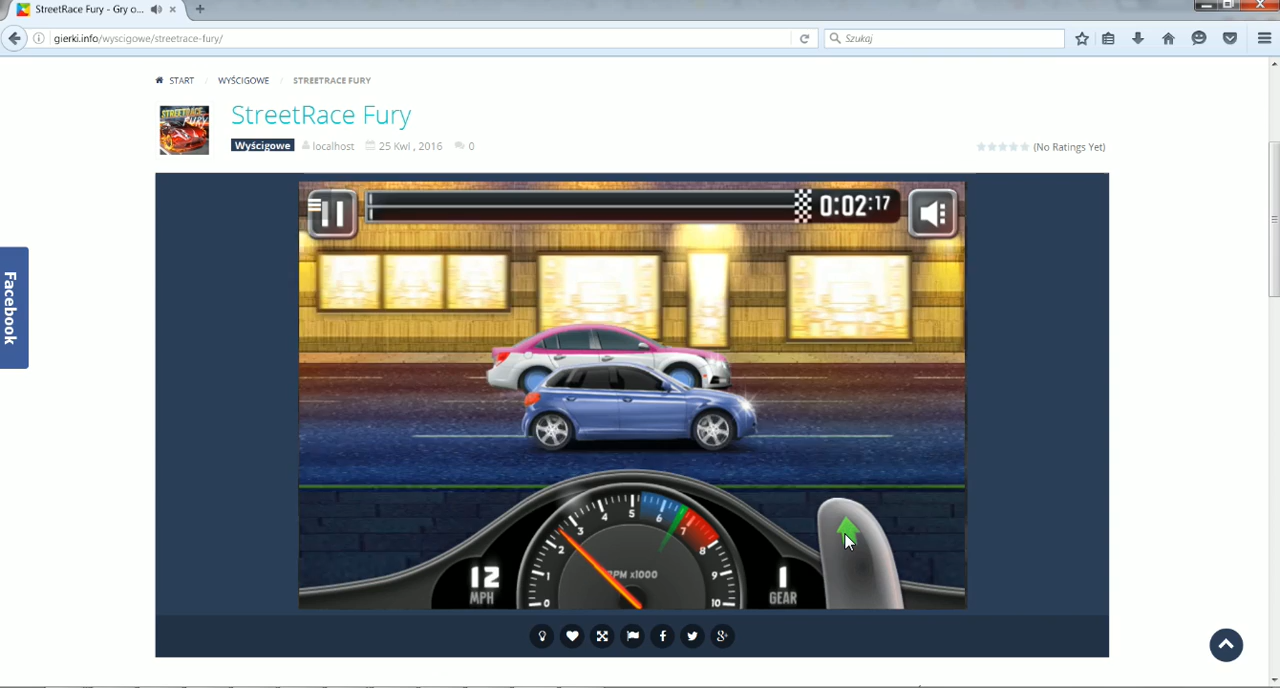 StreetRace Fury - Gry o...
gierki.info/wyscigowe/streetrace-fury/
Szukaj
START / WYŚCIGOWE / STREETRACE FURY
STREETRACE FURY
StreetRace Fury
Wyścigowe localhost 25 Kwi , 2016 0
(No Ratings Yet)
Facebook
0:02:17
0 1 2 3 4 5 6 7 8 9 10
RPM x1000
12
MPH
1
GEAR